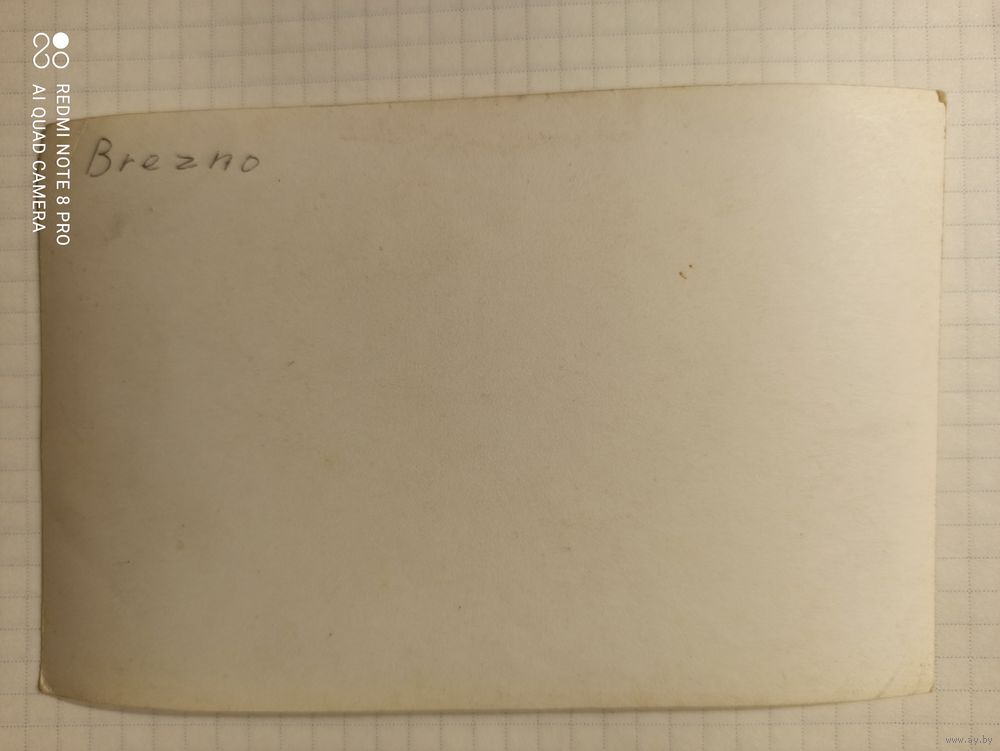 Brezno
REDMI NOTE 8 PRO
AI QUAD CAMERA
www.ay.by